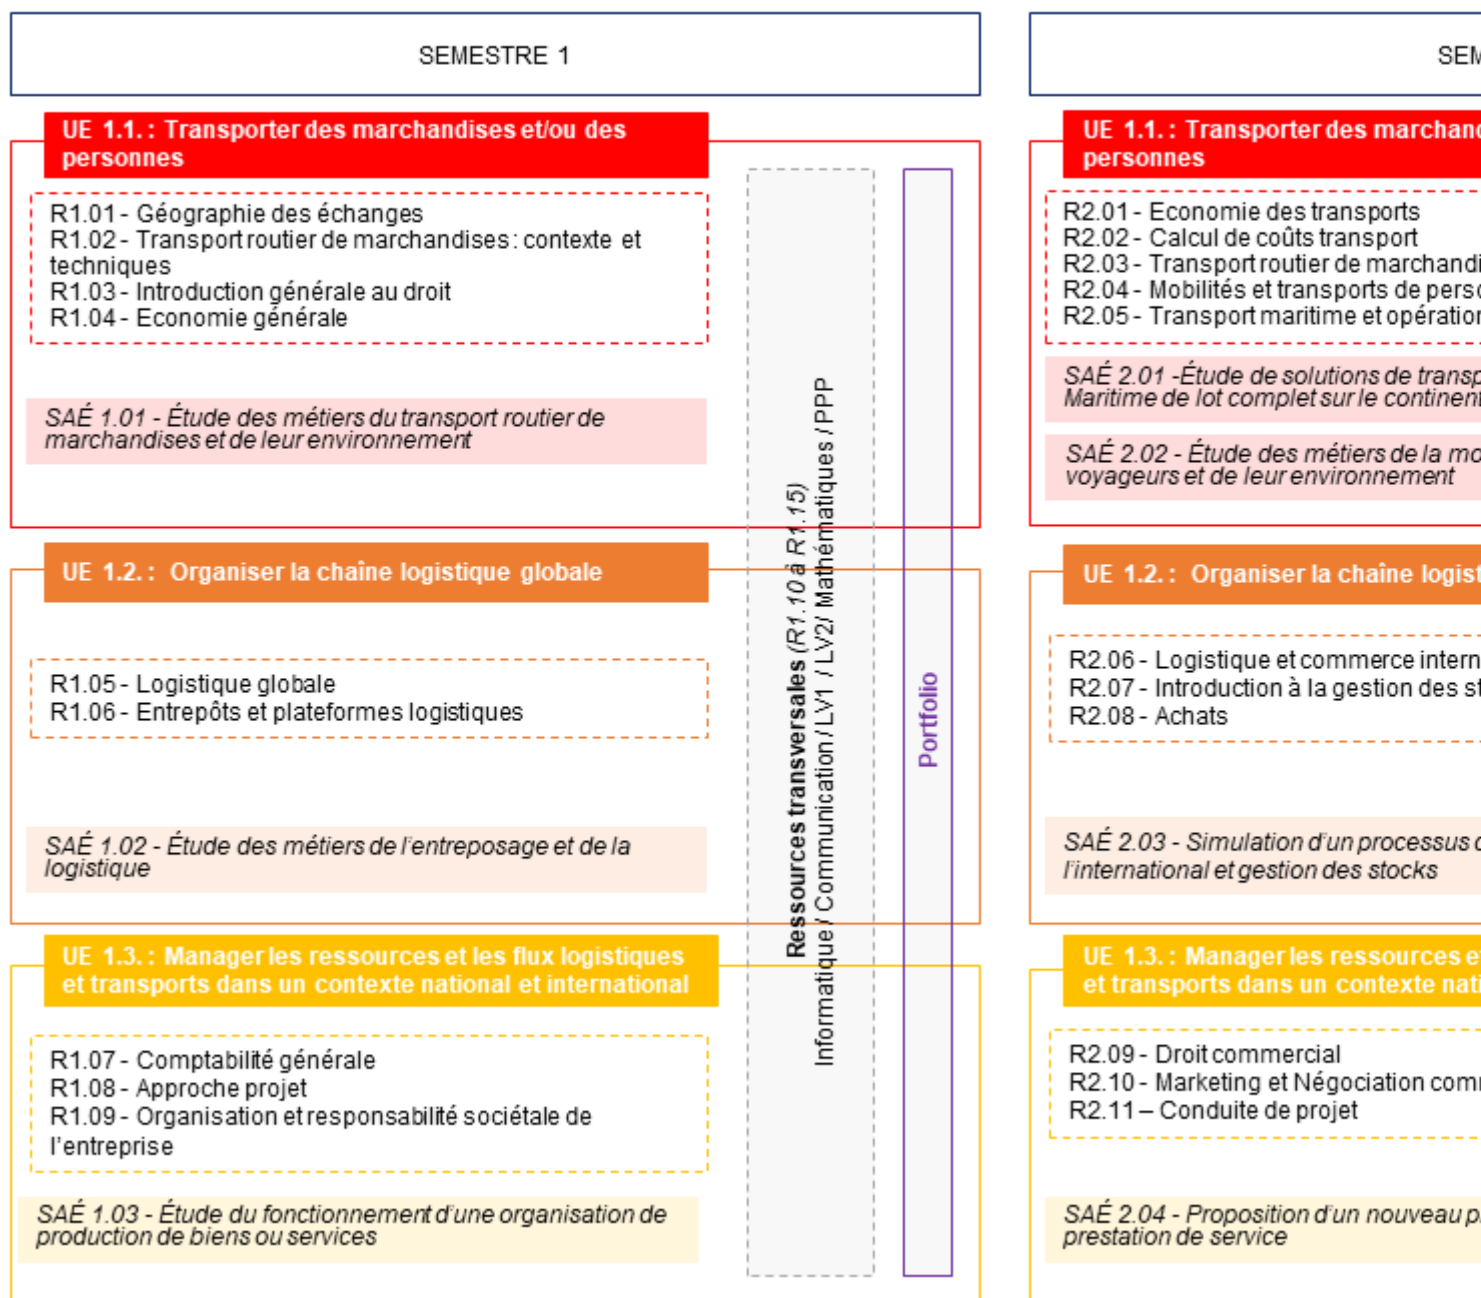 SEMESTRE 1
UE 1.1. : Transporter des marchandises et/ou des
personnes
R1.01 - Géographie des échanges
R1.02 - Transport routier de marchandises : contexte et
techniques
R1.03 - Introduction générale au droit
R1.04 - Economie générale
SAÉ 1.01 - Étude des métiers du transport routier de
marchandises et de leur environnement
UE 1.2. : Organiser la chaîne logistique globale
R1.05 - Logistique globale
R1.06 - Entrepôts et plateformes logistiques
SAÉ 1.02 - Étude des métiers de l'entreposage et de la
logistique
UE 1.3. : Manager les ressources et les flux logistiques
et transports dans un contexte national et international
R1.07 - Comptabilité générale
R1.08 - Approche projet
R1.09 - Organisation et responsabilité sociétale de
l'entreprise
SAÉ 1.03 - Étude du fonctionnement d'une organisation de
production de biens ou services
Ressources transversales (R1.10 à R1.15)
Informatique / Communication / LV1 / LV2/ Mathématiques / PPP
Portfolio
SEM
UE 1.1. : Transporter des
personnes
R2.01 - Economie des transports
R2.02 - Calcul de coûts transport
R2.03 - Transport routier de
R2.04 - Mobilités et transports de
R2.05 - Transport maritime et
SAÉ 2.01 -Étude de solutions de
Maritime de lot complet sur le
SAÉ 2.02 - Étude des métiers de la
voyageurs et de leur environnement
UE 1.2. : Organiser la chaîne
R2.06 - Logistique et commerce
R2.07 - Introduction à la gestion des
R2.08 - Achats
SAÉ 2.03 - Simulation d'un processus
l'international et gestion des stocks
UE 1.3. : Manager les ressources
et transports dans un contexte
R2.09 - Droit commercial
R2.10 - Marketing et Négociation
R2.11 – Conduite de projet
SAÉ 2.04 - Proposition d'un nouveau
prestation de service